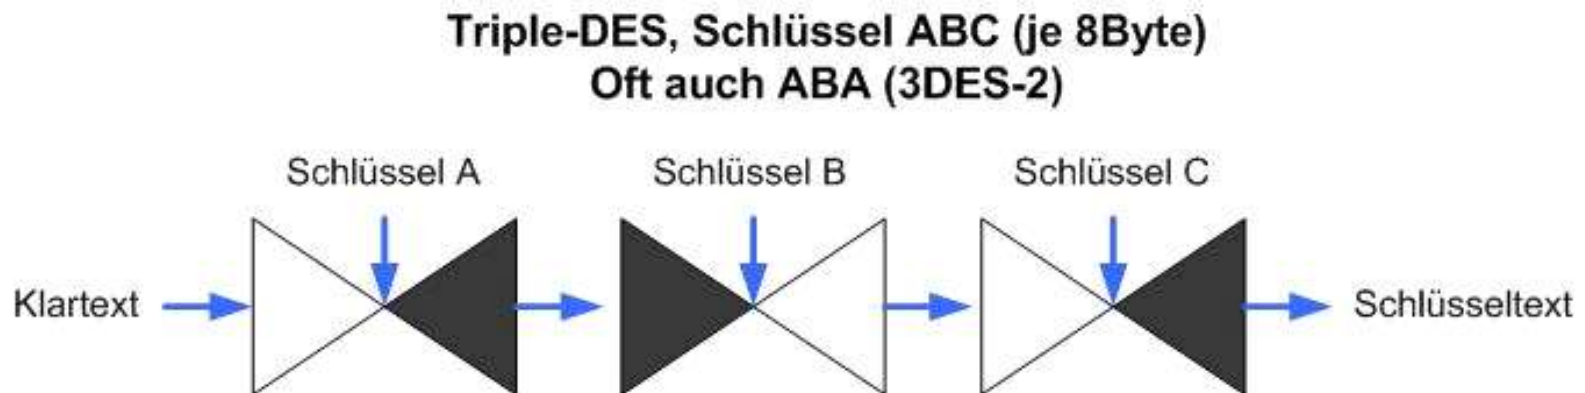 Triple-DES, Schlüssel ABC (je 8Byte)
Oft auch ABA (3DES-2)
Schlüssel A
Schlüssel B
Schlüssel C
Klartext
Schlüsseltext